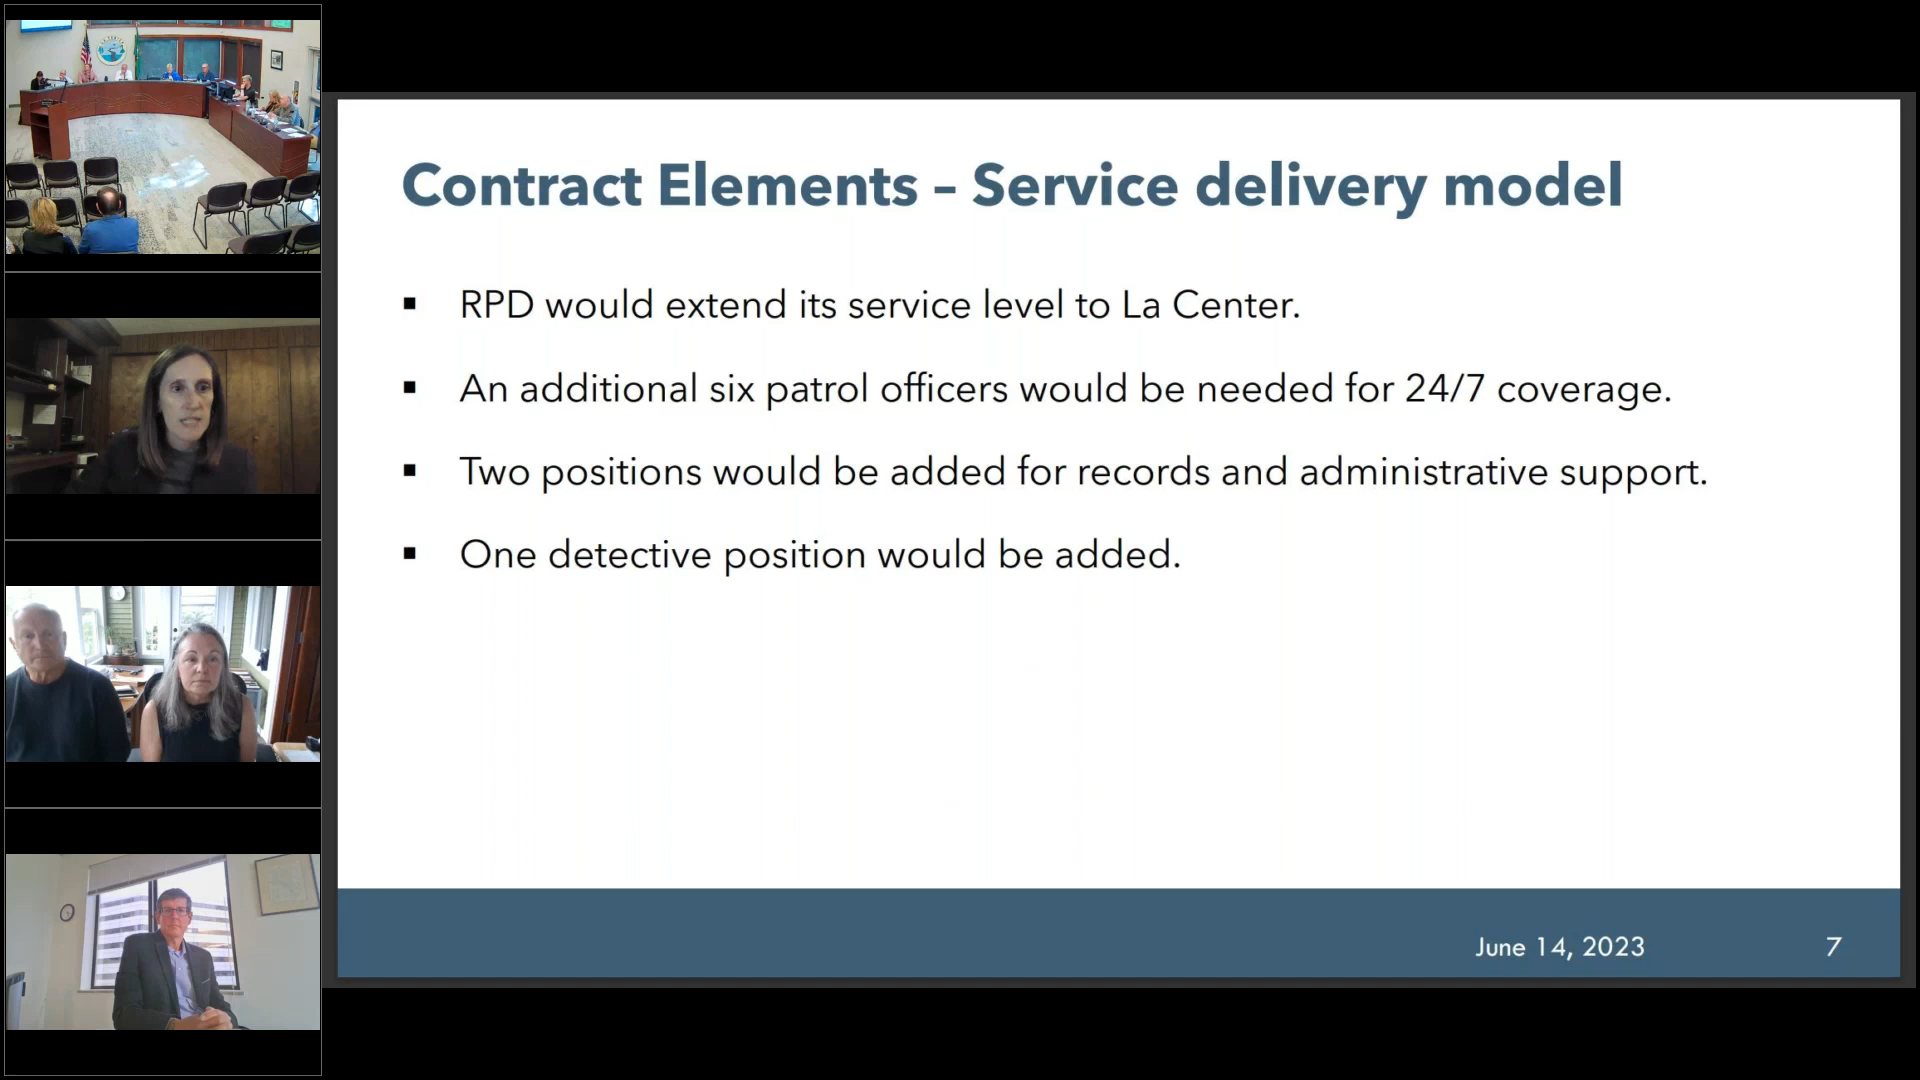 Contract Elements – Service delivery model
▪ RPD would extend its service level to La Center.
▪ An additional six patrol officers would be needed for 24/7 coverage.
▪ Two positions would be added for records and administrative support.
▪ One detective position would be added.
June 14, 2023
7